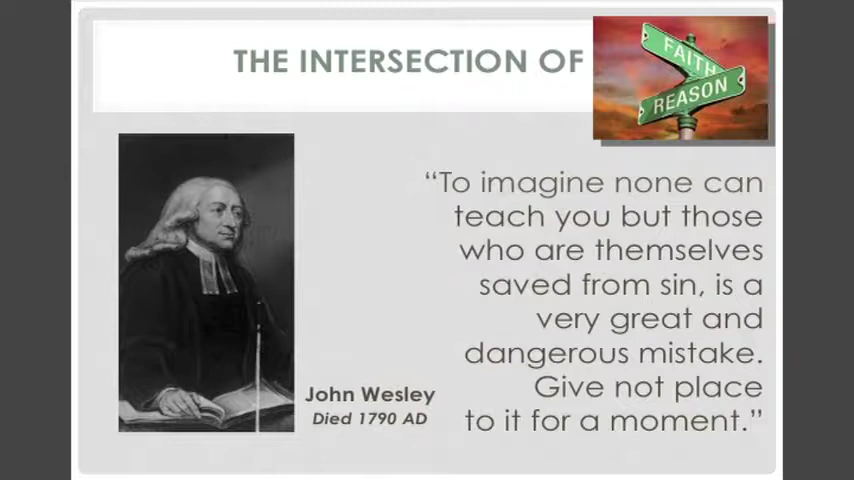 THE INTERSECTION OF
FAITH
REASON
“To imagine none can
teach you but those
who are themselves
saved from sin, is a
very great and
dangerous mistake.
Give not place
to it for a moment.”
John Wesley
Died 1790 AD